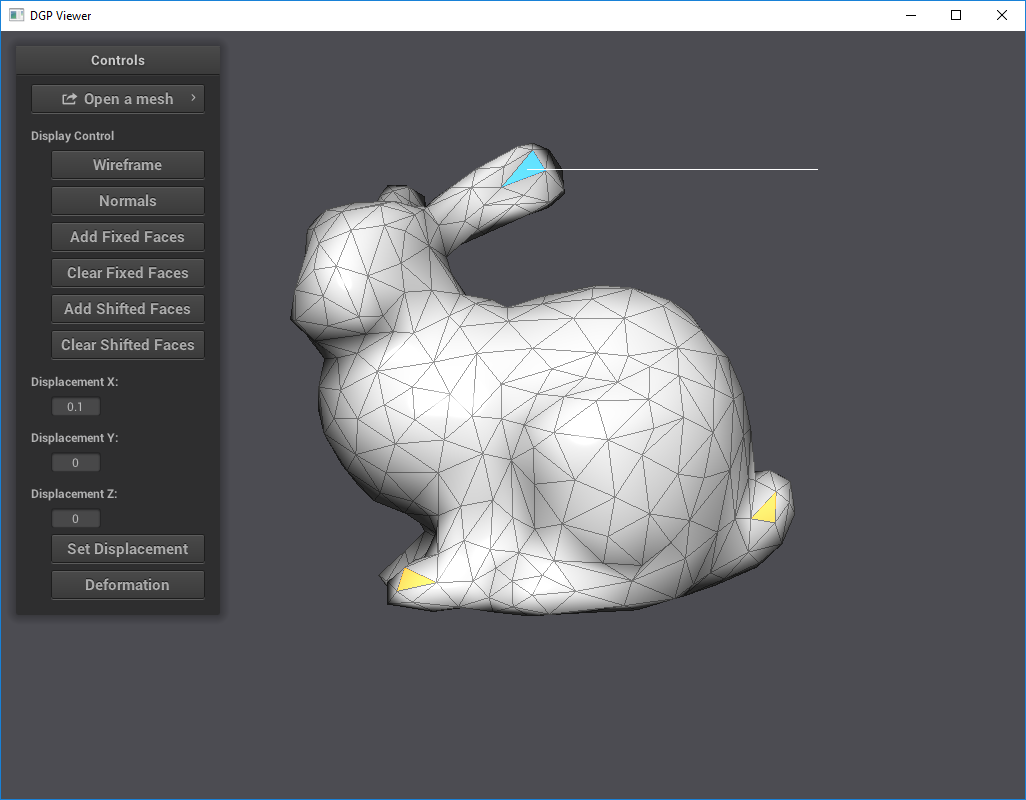 DGP Viewer
Controls
Open a mesh
Display Control
Wireframe
Normals
Add Fixed Faces
Clear Fixed Faces
Add Shifted Faces
Clear Shifted Faces
Displacement X:
0.1
Displacement Y:
0
Displacement Z:
0
Set Displacement
Deformation